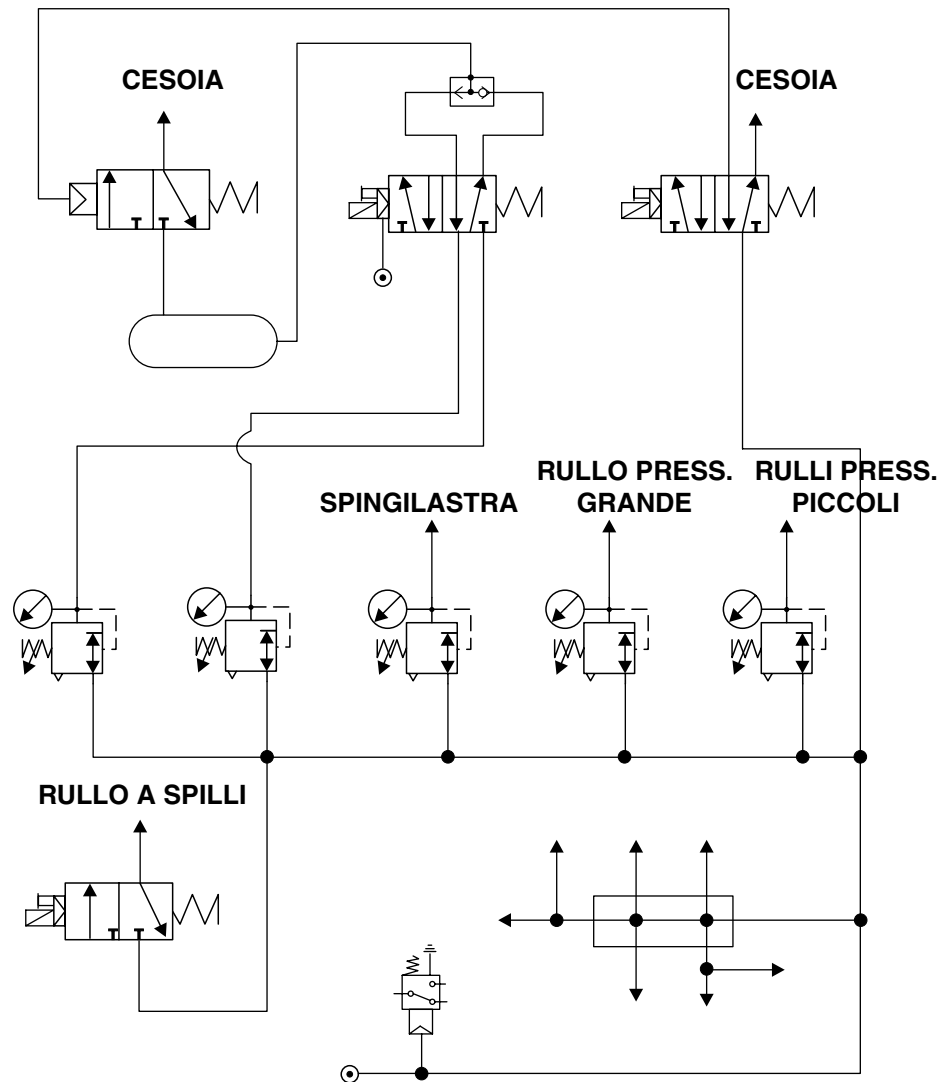 CESOIA
CESOIA
SPINGILASTRA
RULLO PRESS.
GRANDE
RULLI PRESS.
PICCOLI
RULLO A SPILLI